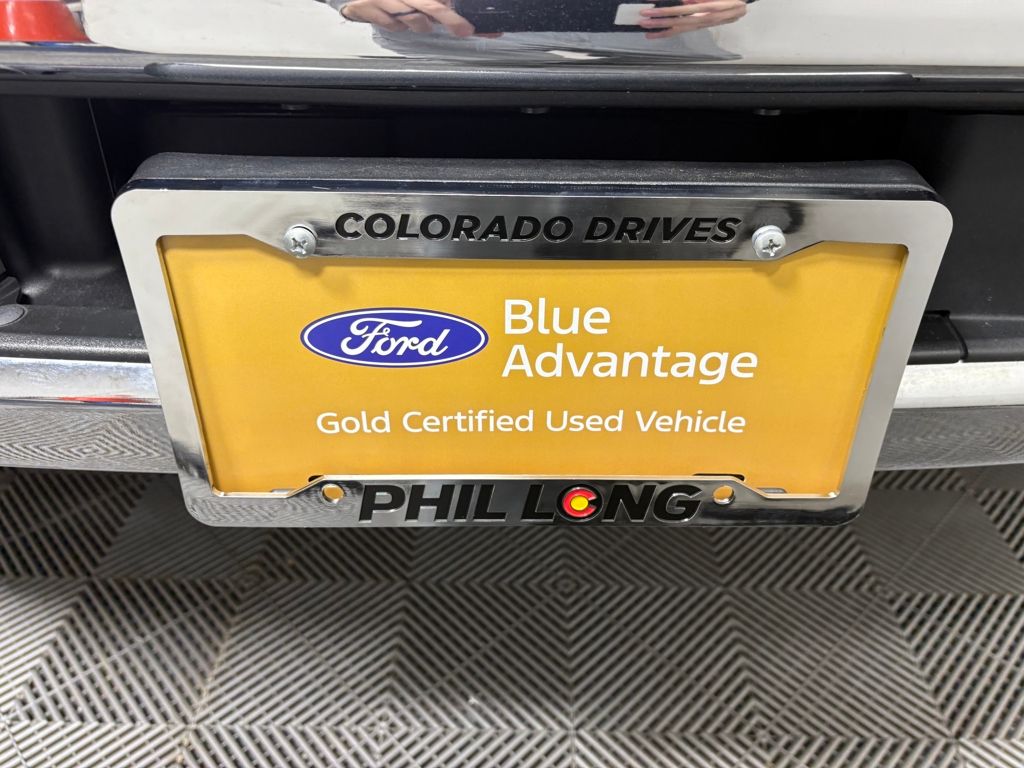 COLORADO DRIVES
Ford
Blue
Advantage
Gold Certified Used Vehicle
PHIL LONG